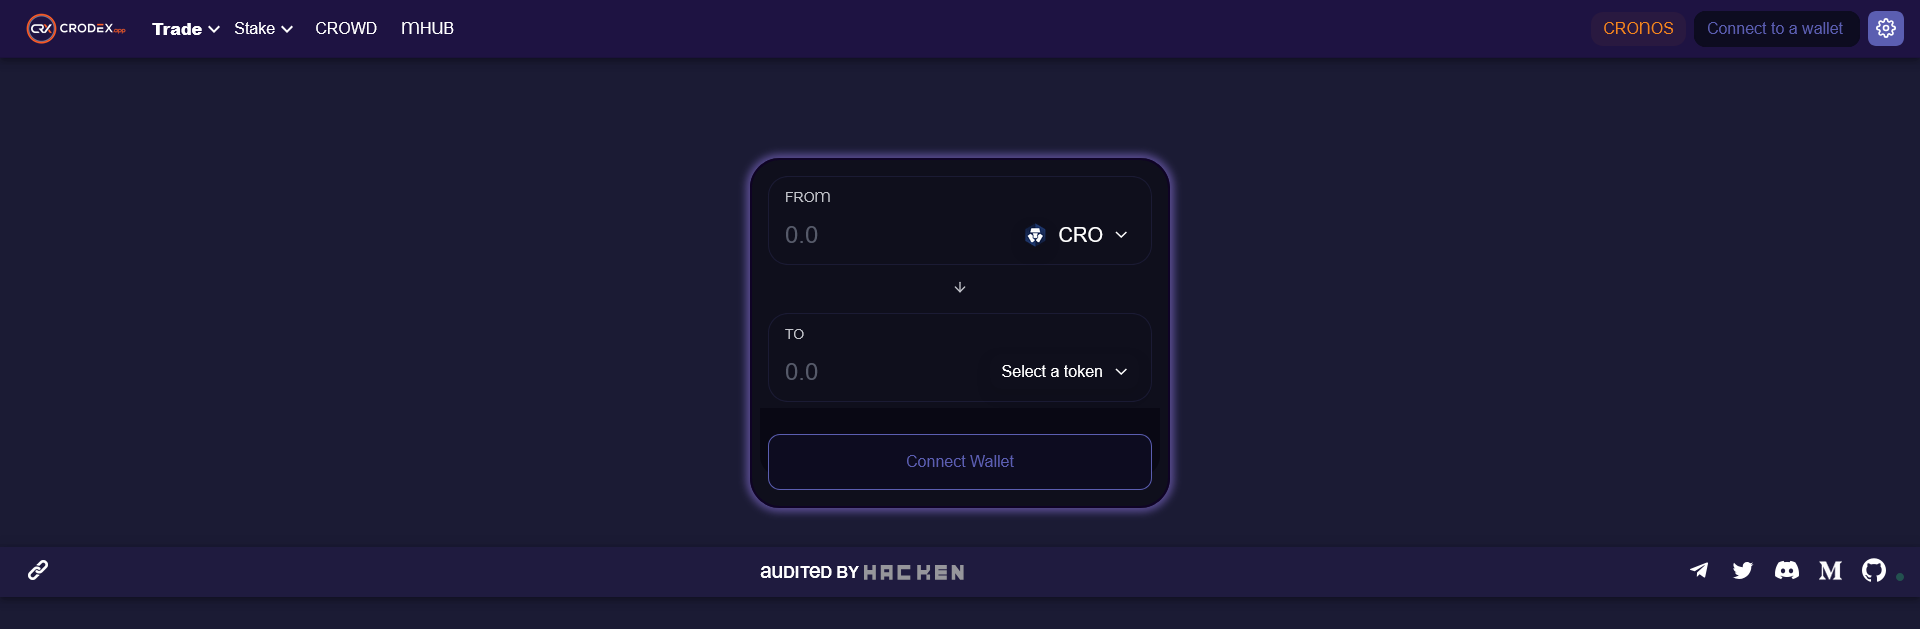 CRX CRODEX app Trade Stake CROWD MHUB CRONOS Connect to a wallet
FROM
0.0 CRO
TO
0.0 Select a token
Connect Wallet
AUDITED BY HACKEN